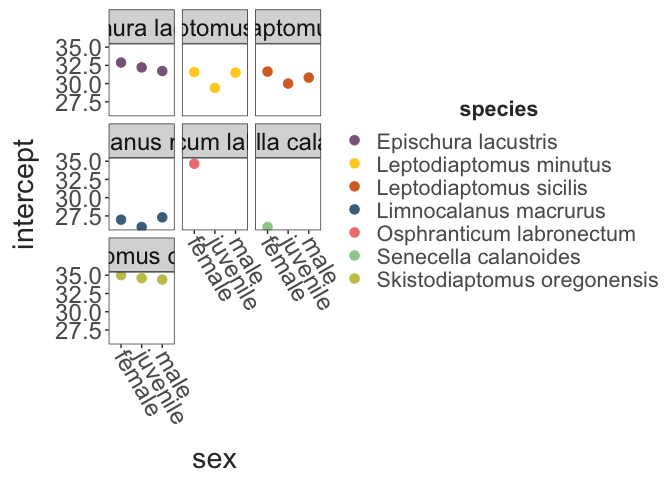 hura la
otomus
aptomu
35.0
32.5
30.0
27.5
anus r
cum la
lla cala
35.0
32.5
30.0
27.5
omus o
35.0
32.5
30.0
27.5
female
juvenile
male
female
juvenile
male
female
juvenile
male
intercept
sex
species
Epischura lacustris
Leptodiaptomus minutus
Leptodiaptomus sicilis
Limnocalanus macrurus
Osphranticum labronectum
Senecella calanoides
Skistodiaptomus oregonensis